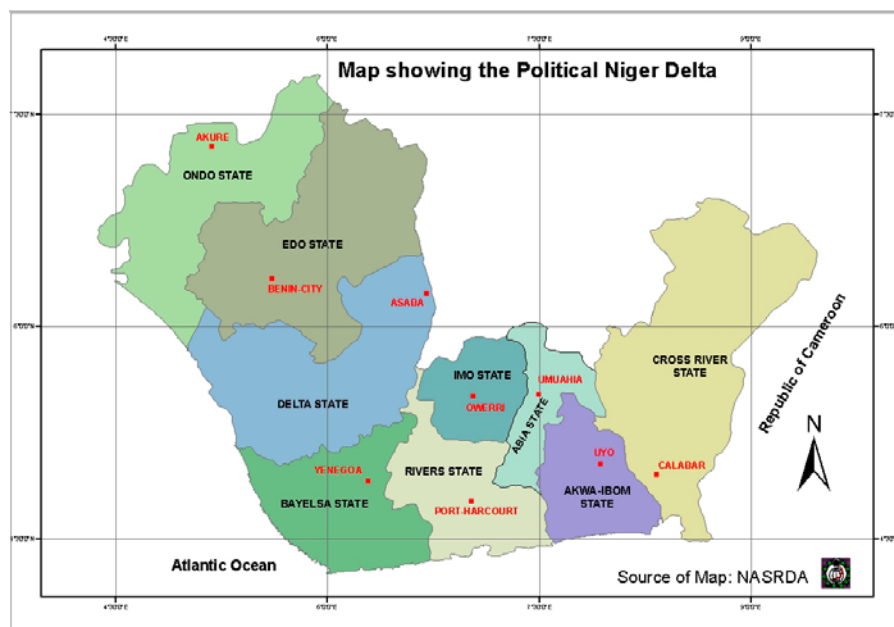 Map showing the Political Niger Delta
AKURE
ONDO STATE
EDO STATE
BENIN-CITY
ASABA
DELTA STATE
IMO STATE
OWERRI
UMUAHIA
ABIA STATE
CROSS RIVER
STATE
Republic of Cameroon
N
YENEGOA
BAYELSA STATE
RIVERS STATE
PORT-HARCOURT
UYO
AKWA-IBOM
STATE
CALABAR
Atlantic Ocean
Source of Map: NASRDA